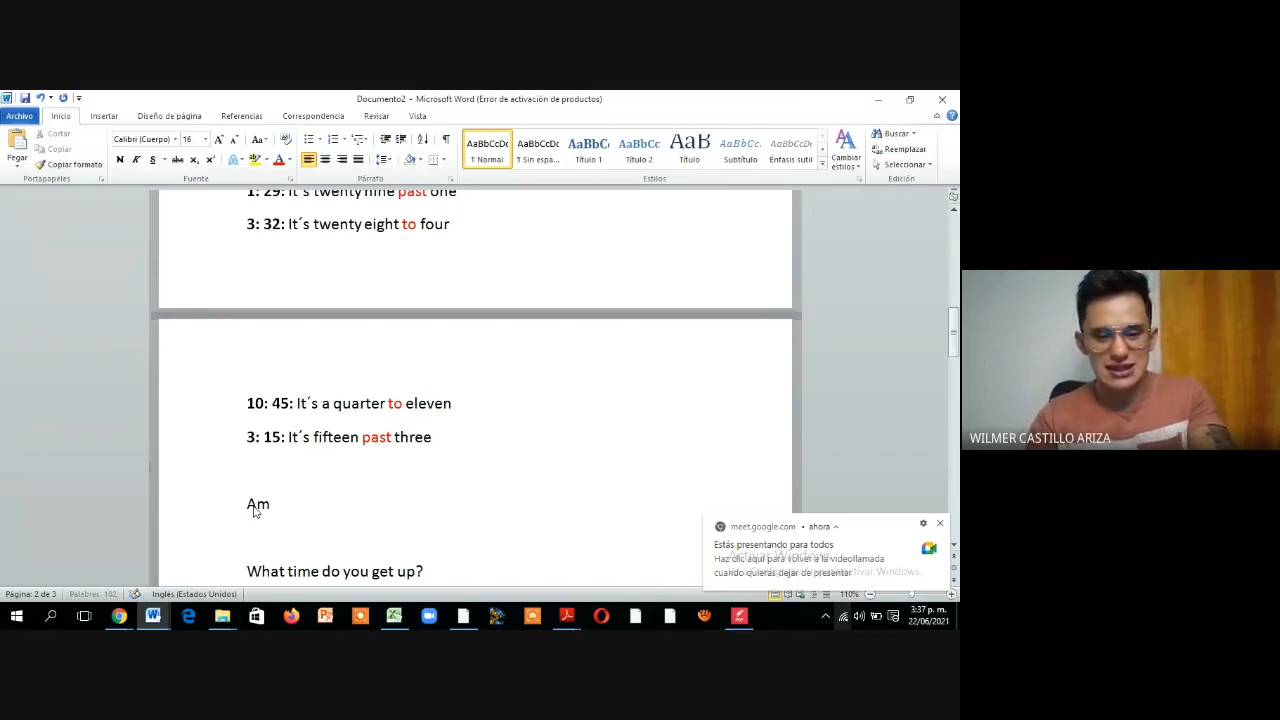 Documento2 - Microsoft Word (Error de activación de productos)
Archivo Inicio Insertar Diseño de página Referencias Correspondencia Revisar Vista
Pegar
Cortar
Copiar
Copiar formato
Portapapeles
Calibri (Cuerpo) 16
Fuente
Párrafo
AaBbCcDc AaBbCcDc AaBbC AaBbCc AaB AaBbCc. AaBbCcDc
¶ Normal ¶ Sin espa... Título 1 Título 2 Título Subtítulo Énfasis sutil
Estilos
Cambiar estilos
Buscar
Reemplazar
Seleccionar
Edición
1: 29: It´s twenty nine past one
3: 32: It´s twenty eight to four
10: 45: It´s a quarter to eleven
3: 15: It´s fifteen past three
Am
What time do you get up?
WILMER CASTILLO ARIZA
meet.google.com • ahora
Estás presentando para todos
Haz clic aquí para volver a la videollamada
cuando quieras dejar de presentar
Activar Windows
Página: 2 de 3 Palabras: 182 Inglés (Estados Unidos) 110%
3:37 p. m.
22/06/2021